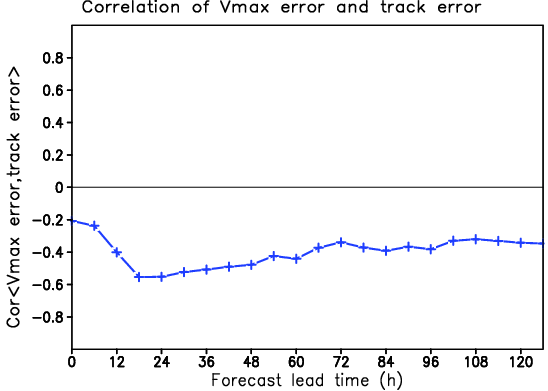 Correlation of Vmax error and track error
Cor<Vmax error,track error>
0.8
0.6
0.4
0.2
0
−0.2
−0.4
−0.6
−0.8
0 12 24 36 48 60 72 84 96 108 120
Forecast lead time (h)